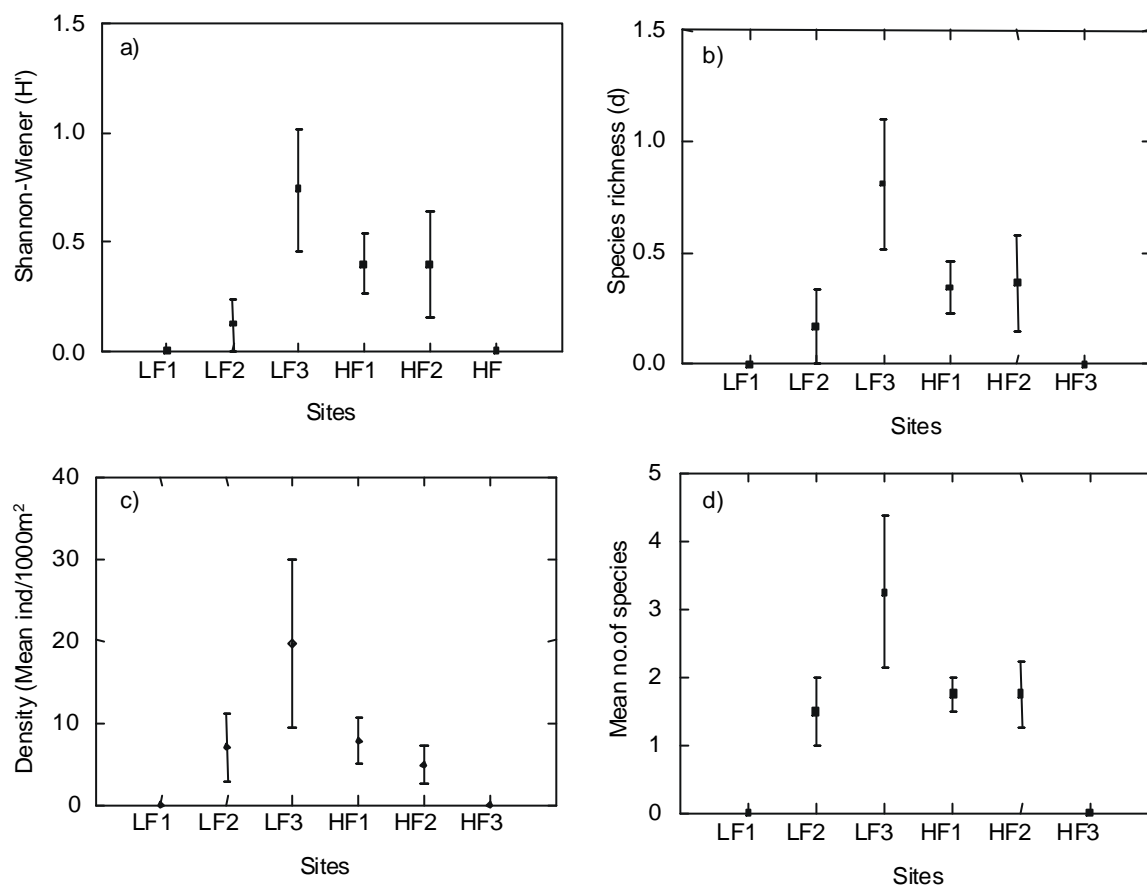 a)
Shannon-Wiener (H')
1.5
1.0
0.5
0.0
LF1 LF2 LF3 HF1 HF2 HF
Sites
b)
Species richness (d)
1.5
1.0
0.5
0.0
LF1 LF2 LF3 HF1 HF2 HF3
Sites
c)
Density (Mean ind/1000m²
40
30
20
10
0
LF1 LF2 LF3 HF1 HF2 HF3
Sites
d)
Mean no.of species
5
4
3
2
1
0
LF1 LF2 LF3 HF1 HF2 HF3
Sites